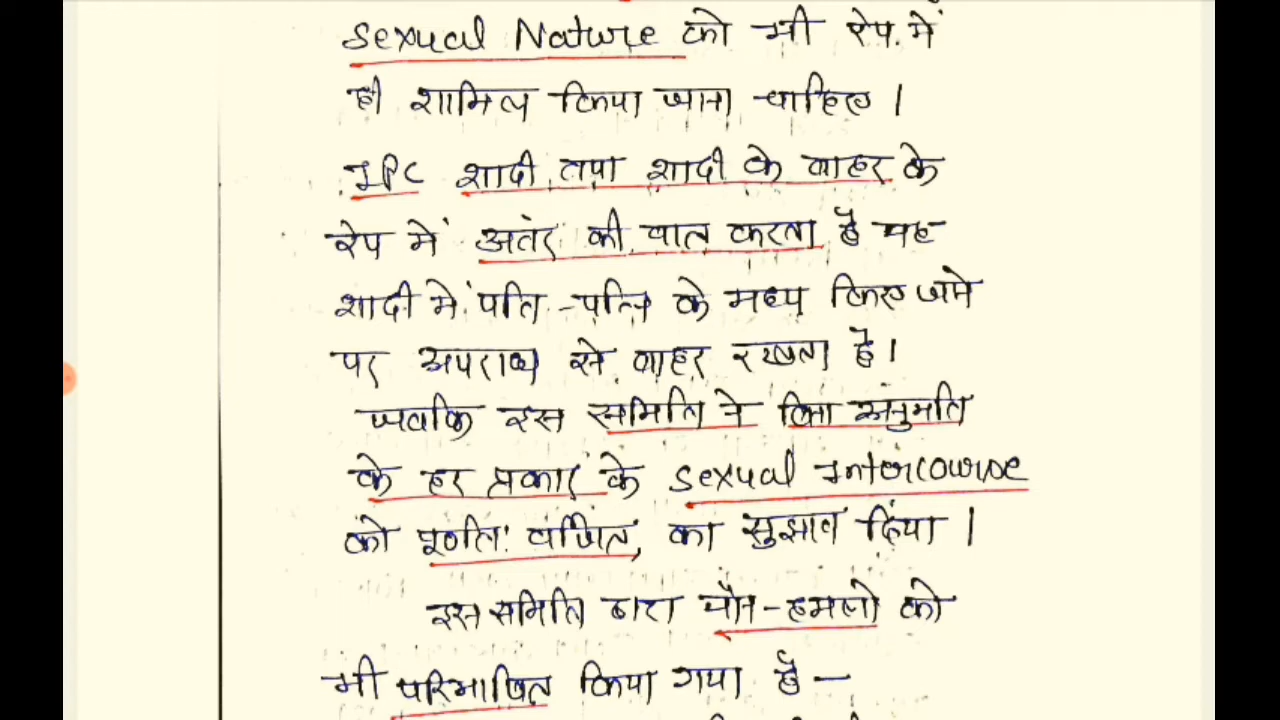 Sexual Nature को भी रेप में
ही शामिल किया जाना चाहिए ।
IPC शादी तथा शादी के बाहर के
रेप में अतंर की बात करता है यह
शादी में पति-पत्नि के मध्य किए जाने
पर अपराध से बाहर रखता है।
जबकि इस समिति ने बिना अनुमति
के हर प्रकार के Sexual Intercourse
को पूर्णतः वर्जित, का सुझाव दिया ।
इस समिति द्वारा यौन-हमलो को
भी परिभाषित किया गया है —